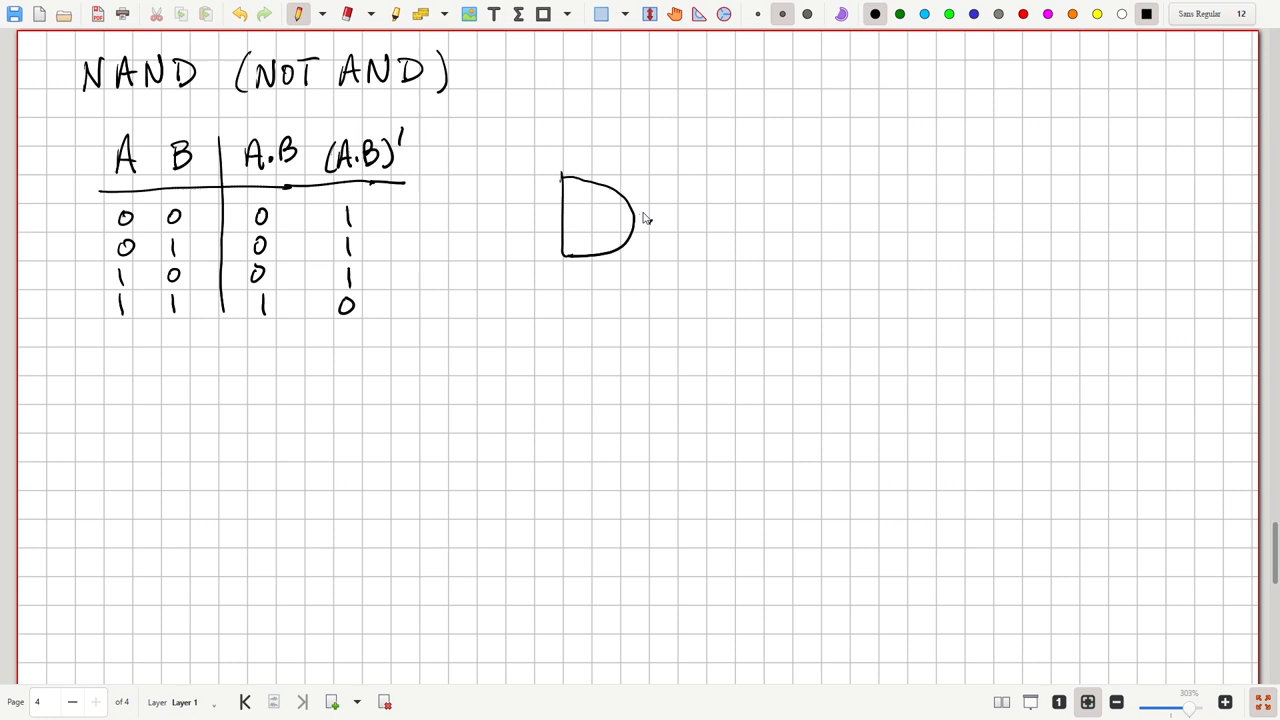 Sans Regular 12
NAND (NOT AND)
A B A.B (A.B)'
0 0 0 1
0 1 0 1
1 0 0 1
1 1 1 0
Page 4 of 4 Layer Layer 1 303%